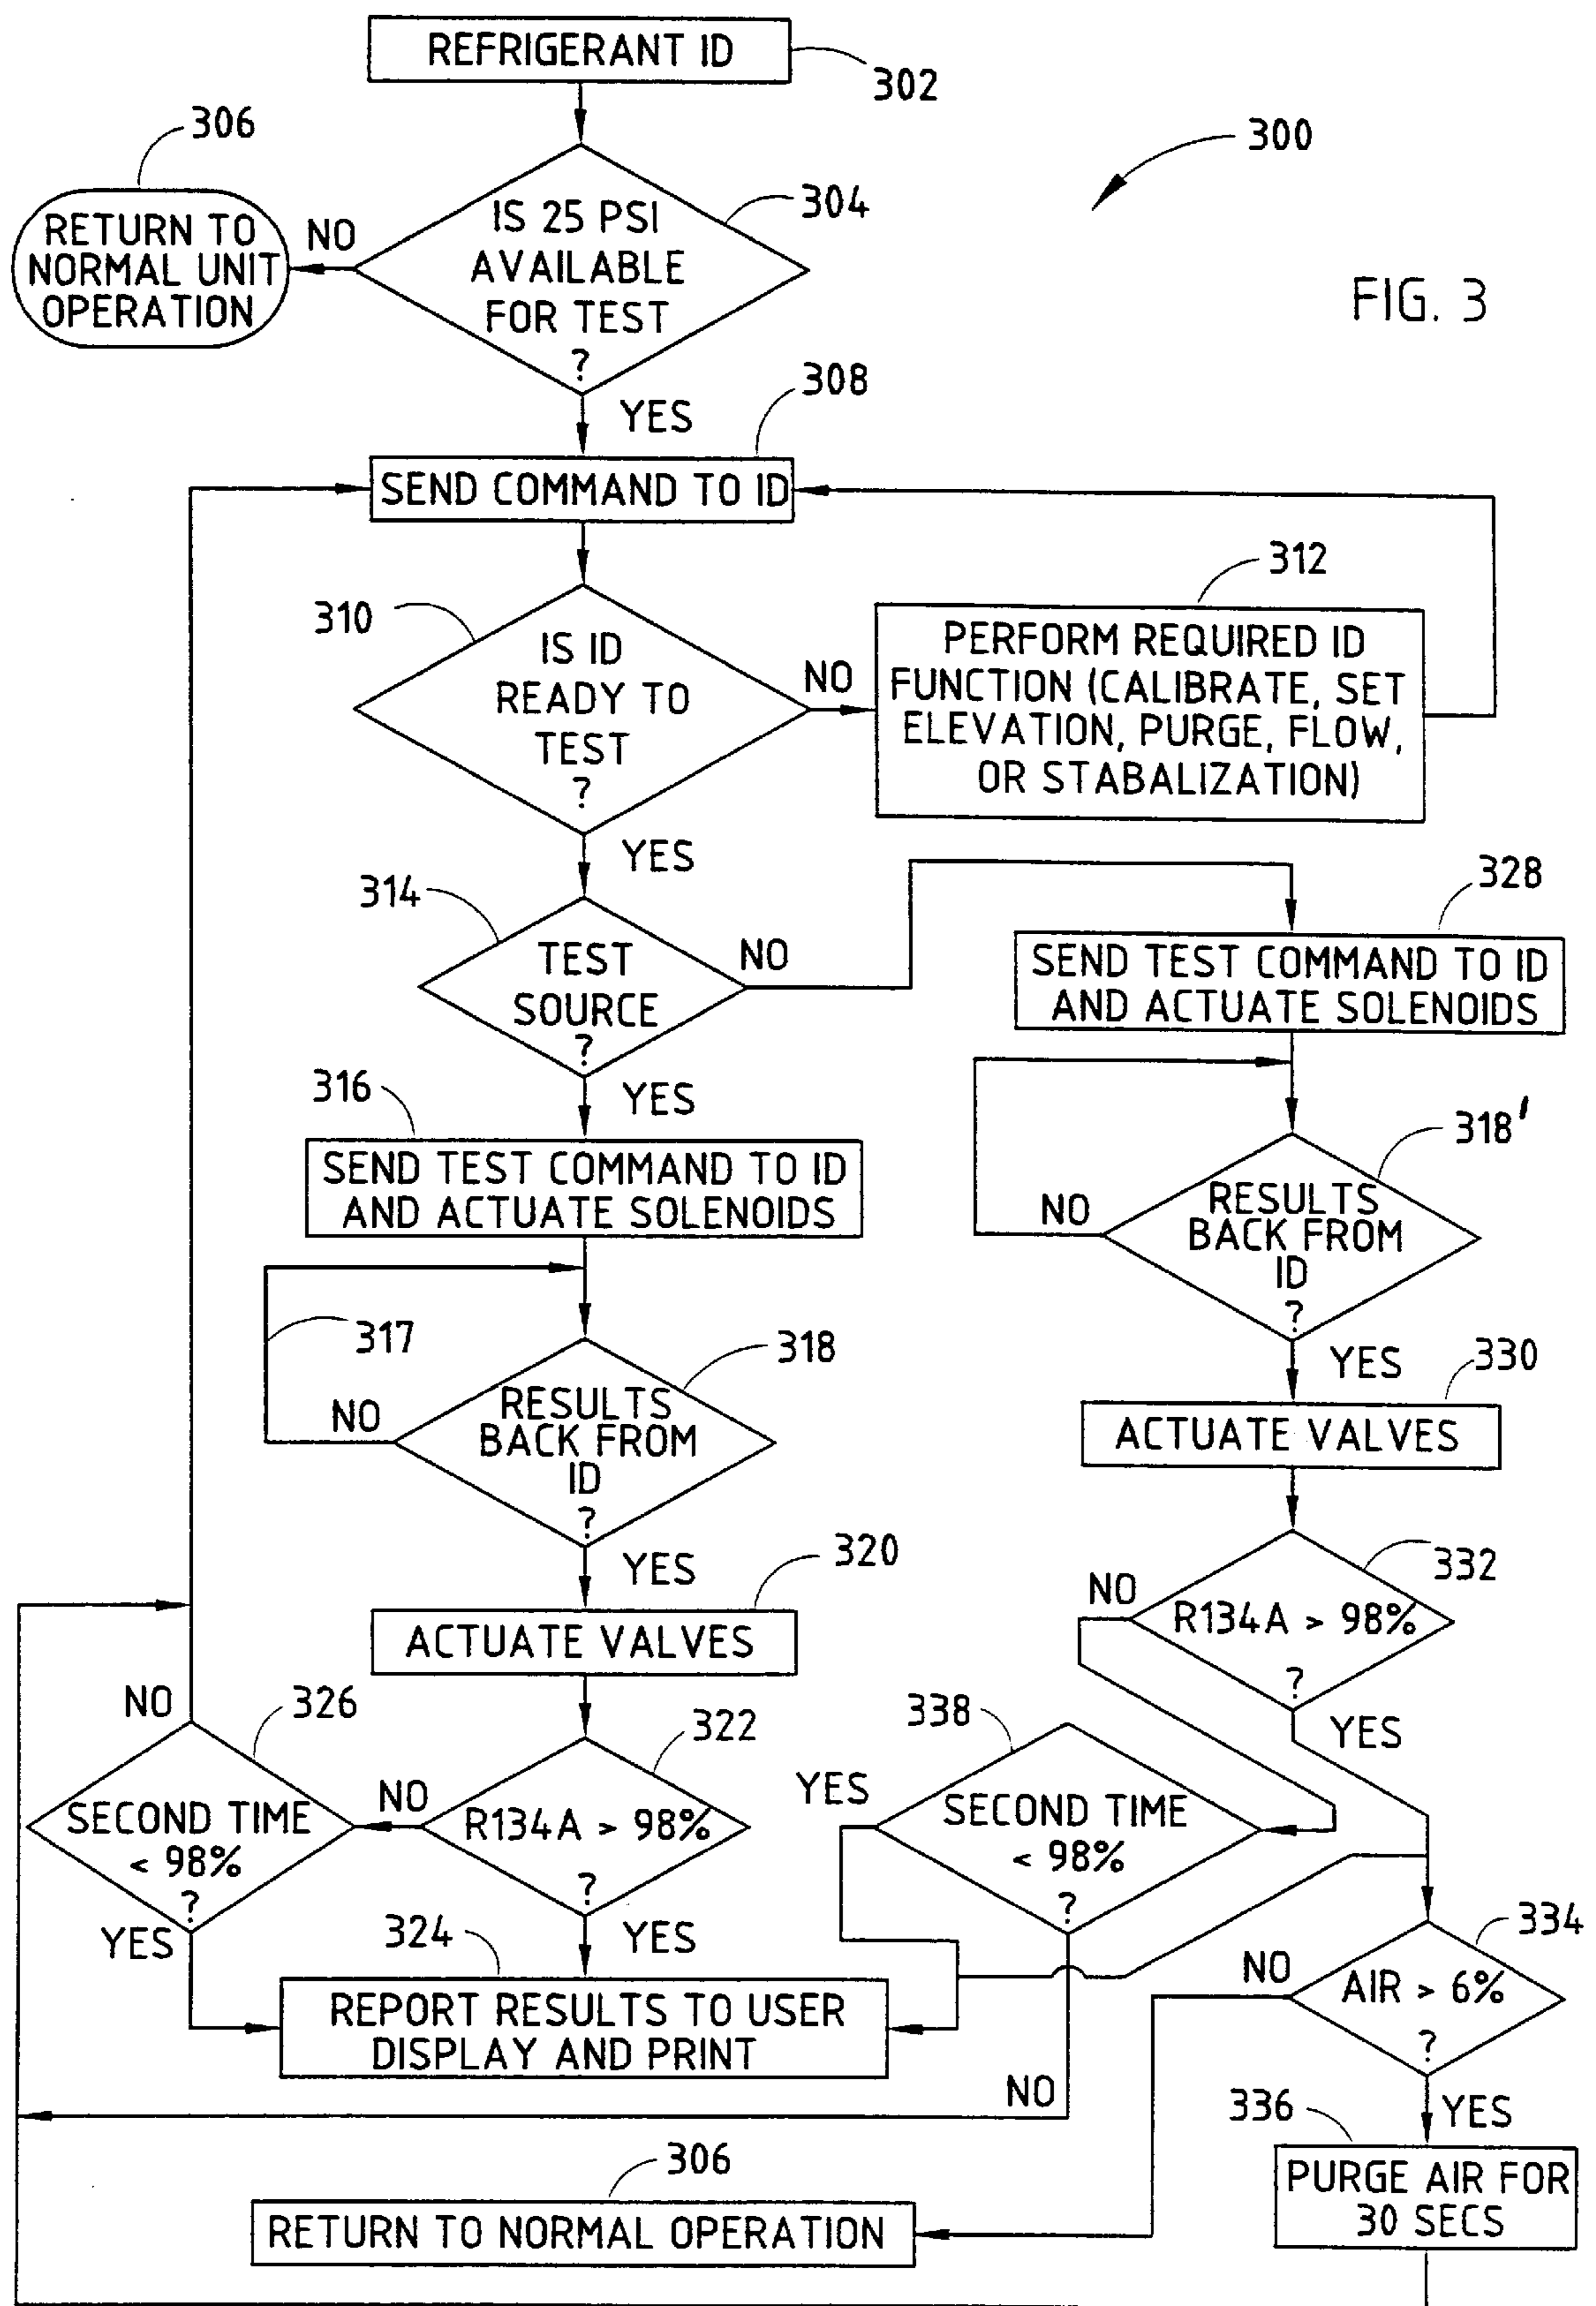 REFRIGERANT ID
302
306
300
304
RETURN TO
NORMAL UNIT
OPERATION
NO
IS 25 PSI
AVAILABLE
FOR TEST
?
FIG. 3
308
YES
SEND COMMAND TO ID
312
310
IS ID
READY TO
TEST
?
NO
PERFORM REQUIRED ID
FUNCTION (CALIBRATE, SET
ELEVATION, PURGE, FLOW,
OR STABALIZATION)
YES
314
328
TEST
SOURCE
?
NO
SEND TEST COMMAND TO ID
AND ACTUATE SOLENOIDS
316
YES
318'
SEND TEST COMMAND TO ID
AND ACTUATE SOLENOIDS
NO
RESULTS
BACK FROM
ID
?
317
318
YES
330
NO
RESULTS
BACK FROM
ID
?
ACTUATE VALVES
YES
320
332
NO
R134A > 98%
?
ACTUATE VALVES
NO
326
322
338
YES
SECOND TIME
< 98%
?
NO
R134A > 98%
?
YES
SECOND TIME
< 98%
?
YES
324
YES
334
NO
AIR > 6%
?
REPORT RESULTS TO USER
DISPLAY AND PRINT
NO
336
YES
306
PURGE AIR FOR
30 SECS
RETURN TO NORMAL OPERATION